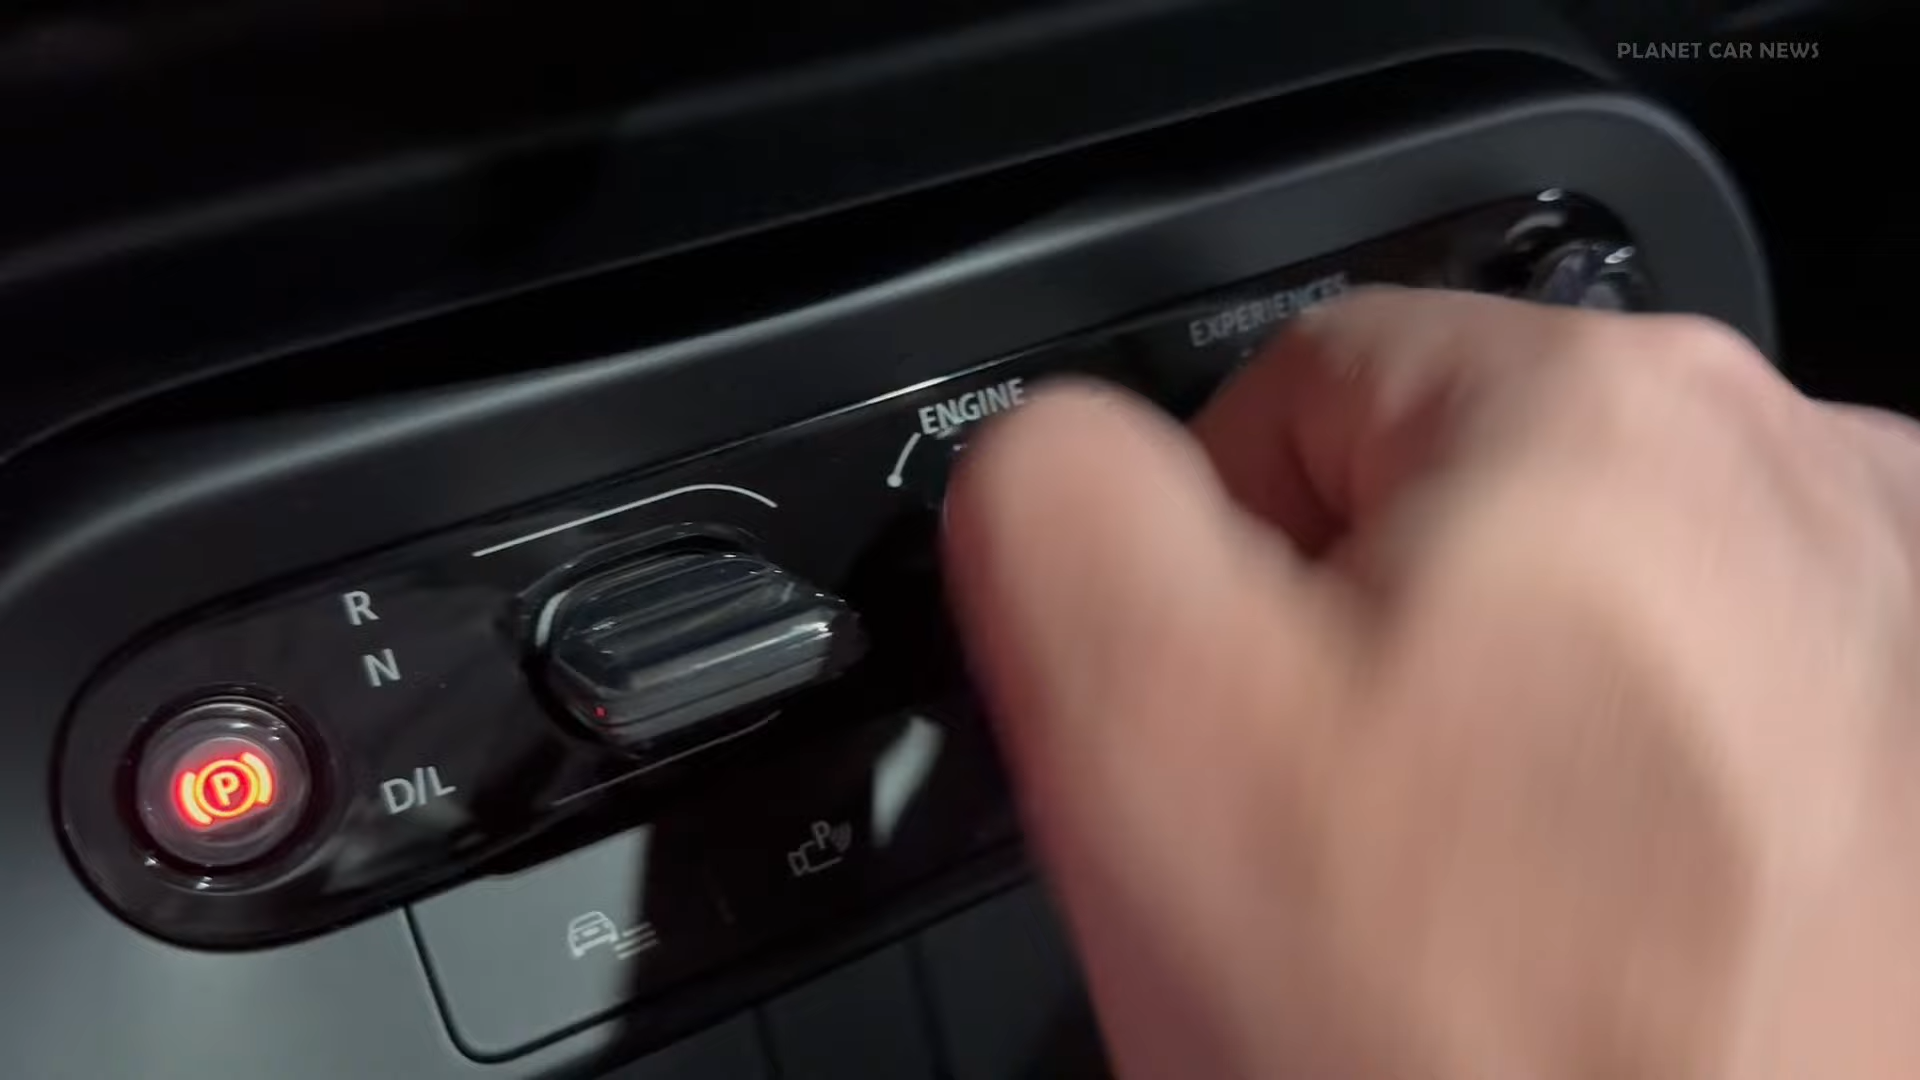 PLANET CAR NEWS
EXPERIENCES
ENGINE
R
N
D/L
P
P